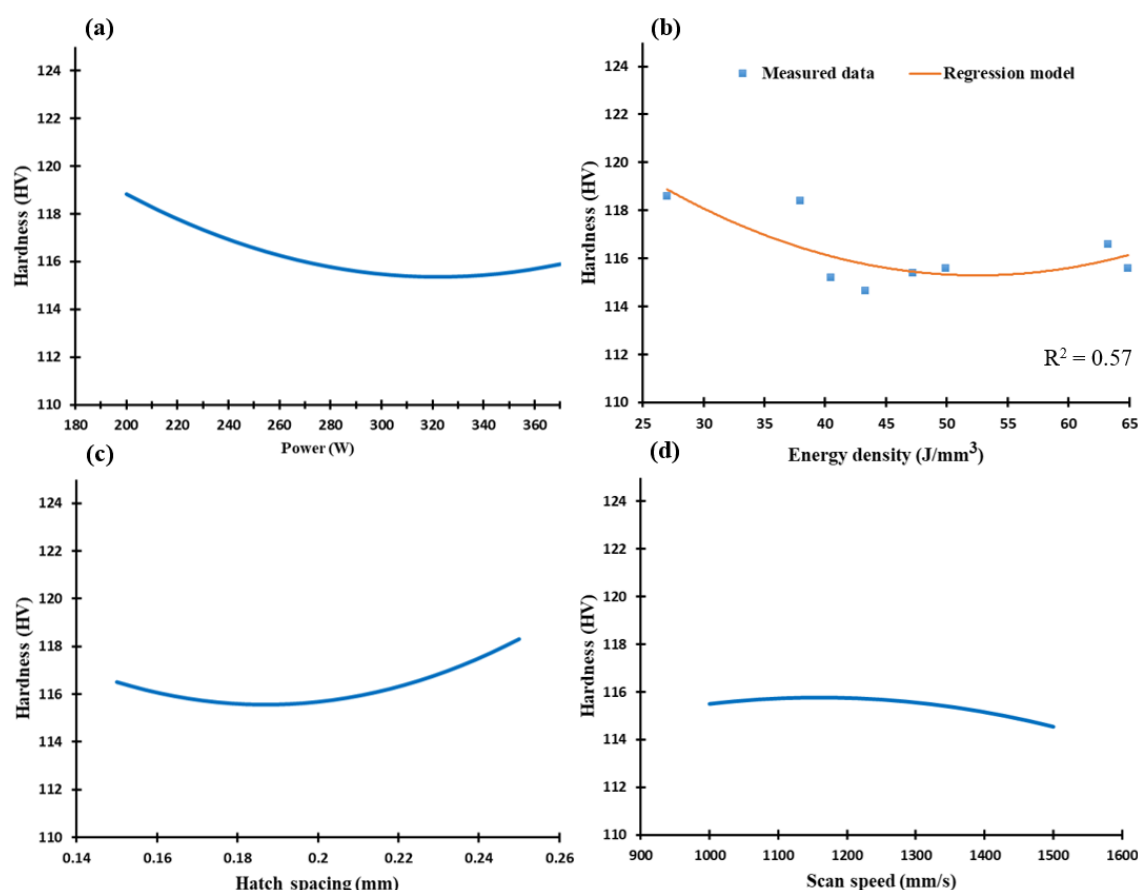 (a)
124
122
120
118
116
114
112
110
Hardness (HV)
180 200 220 240 260 280 300 320 340 360
Power (W)
(b)
Measured data Regression model
124
122
120
118
116
114
112
110
Hardness (HV)
R² = 0.57
25 30 35 40 45 50 55 60 65
Energy density (J/mm³)
(c)
124
122
120
118
116
114
112
110
Hardness (HV)
0.14 0.16 0.18 0.2 0.22 0.24 0.26
Hatch spacing (mm)
(d)
124
122
120
118
116
114
112
110
Hardness (HV)
900 1000 1100 1200 1300 1400 1500 1600
Scan speed (mm/s)